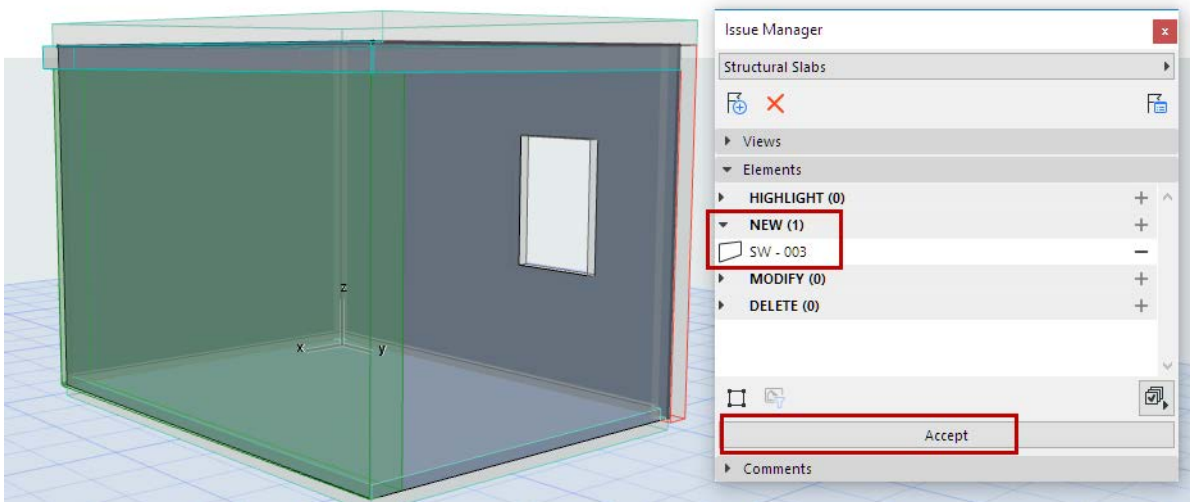 Issue Manager
x
Structural Slabs
Views
Elements
HIGHLIGHT (0)
NEW (1)
SW - 003
MODIFY (0)
DELETE (0)
Accept
Comments
z
x
y